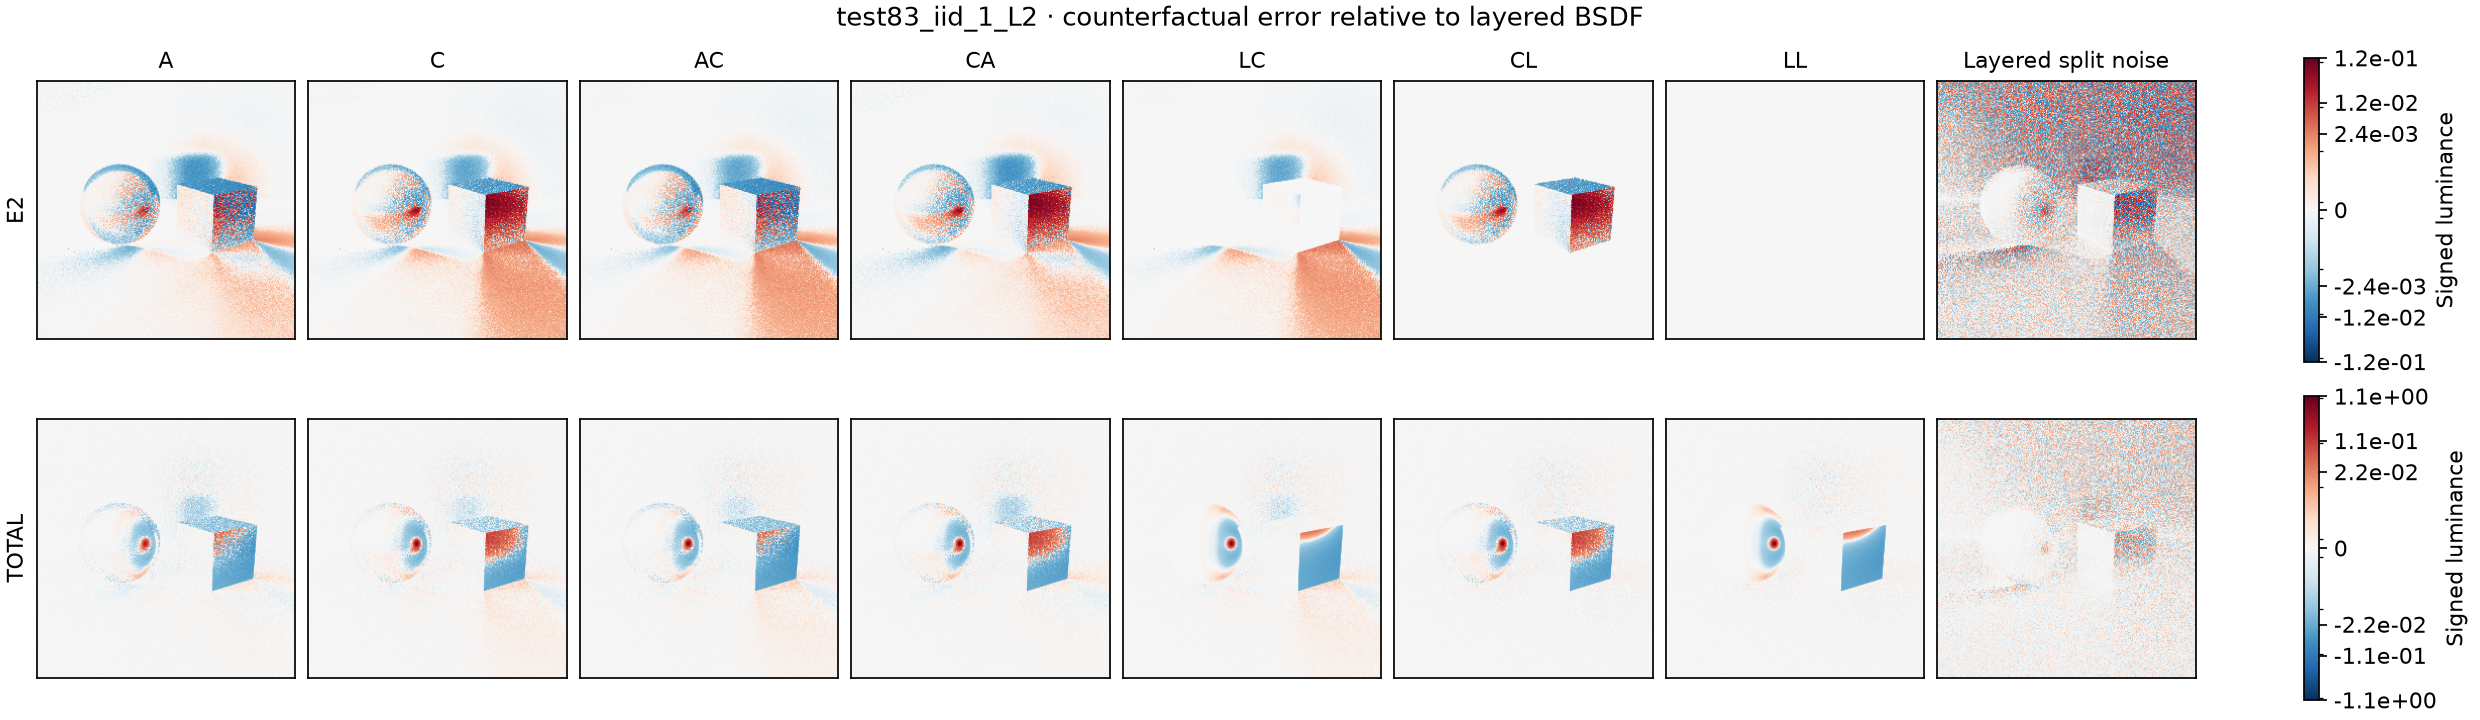 test83_iid_1_L2 · counterfactual error relative to layered BSDF
A C AC CA LC CL LL Layered split noise
E2
1.2e-01
1.2e-02
2.4e-03
0
-2.4e-03
-1.2e-02
-1.2e-01
Signed luminance
TOTAL
1.1e+00
1.1e-01
2.2e-02
0
-2.2e-02
-1.1e-01
-1.1e+00
Signed luminance